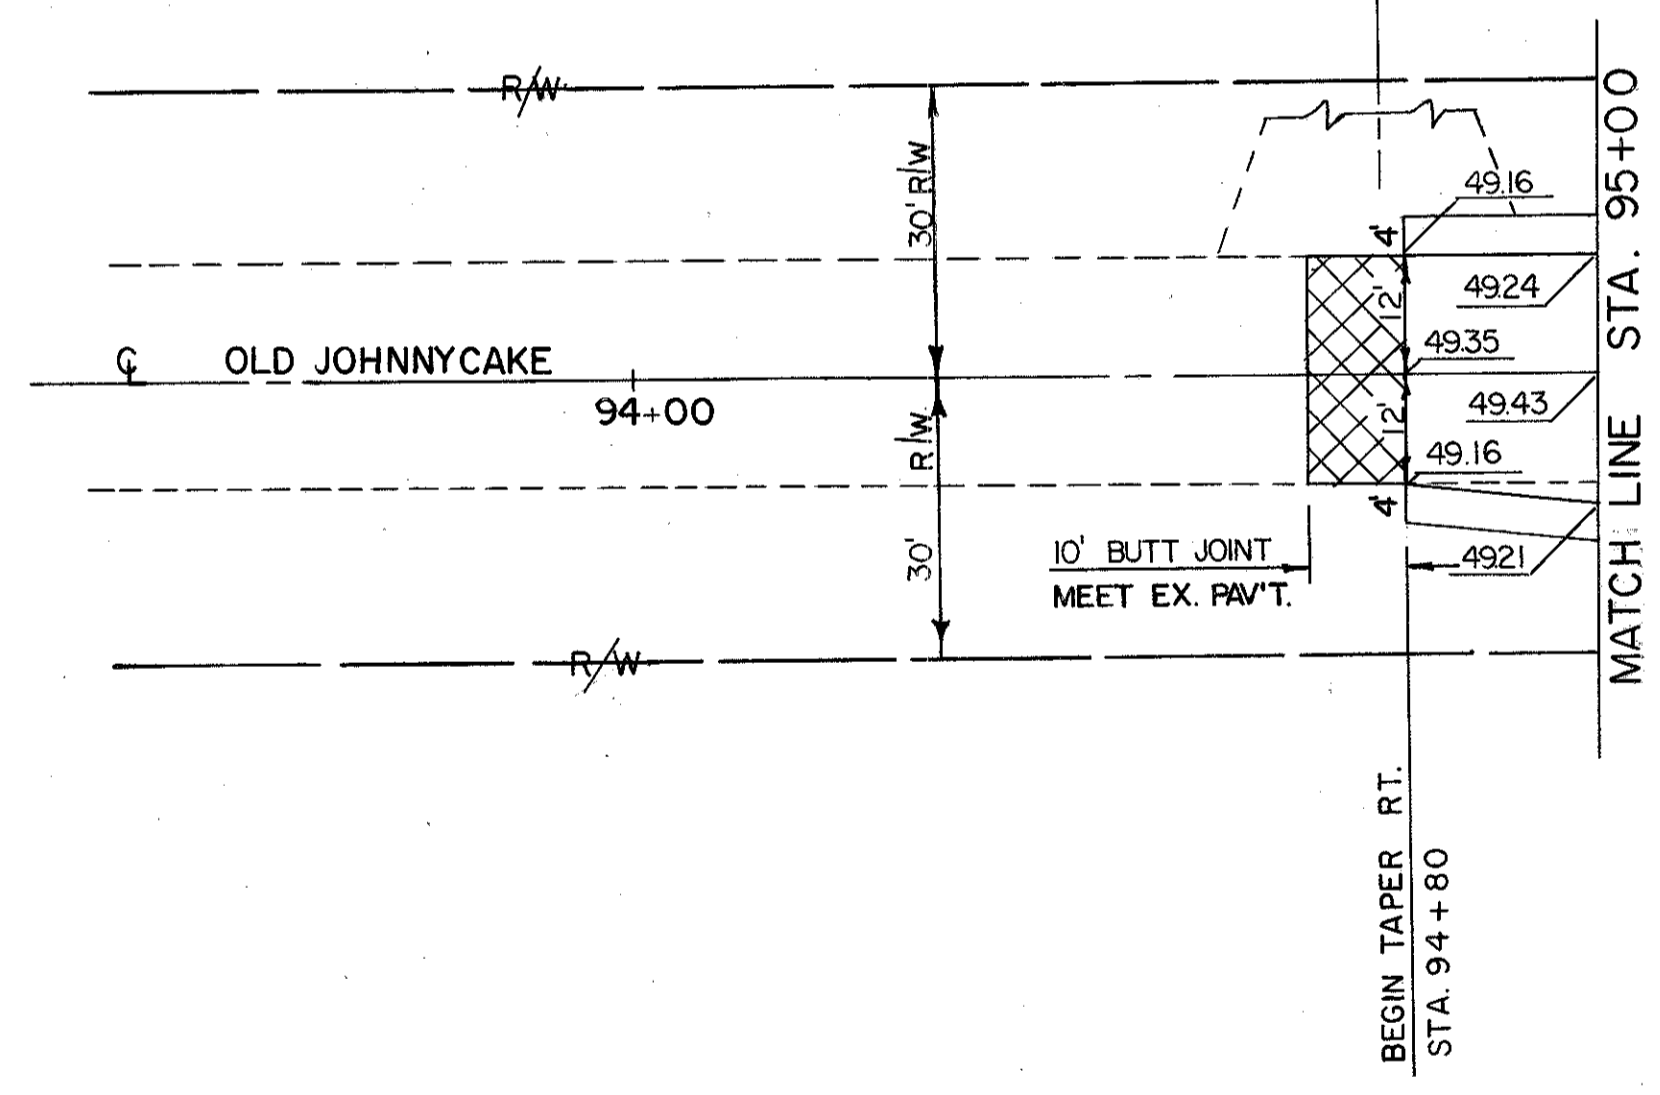 R/W
30' R/W
49.16
4'
12'
49.24
49.35
℄ OLD JOHNNYCAKE
94+00
49.43
12'
R/W
30'
49.16
4'
10' BUTT JOINT
MEET EX. PAV'T.
49.21
R/W
MATCH LINE STA. 95+00
BEGIN TAPER RT.
STA. 94+80